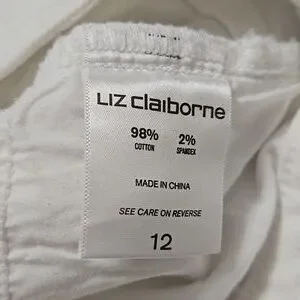 LIZ claiborne
98% 2%
COTTON SPANDEX
MADE IN CHINA
SEE CARE ON REVERSE
12